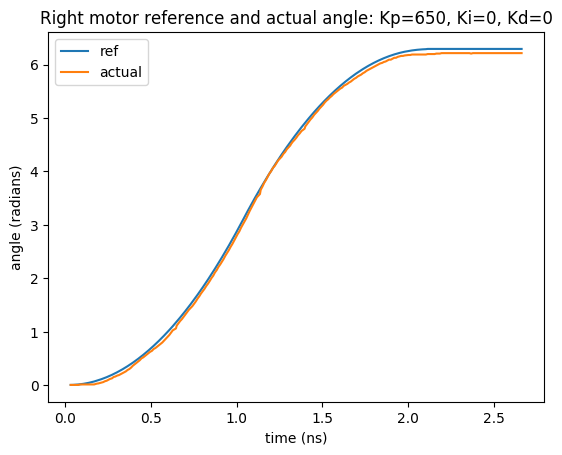 Right motor reference and actual angle: Kp=650, Ki=0, Kd=0
ref
actual
angle (radians)
6
5
4
3
2
1
0
0.0 0.5 1.0 1.5 2.0 2.5
time (ns)